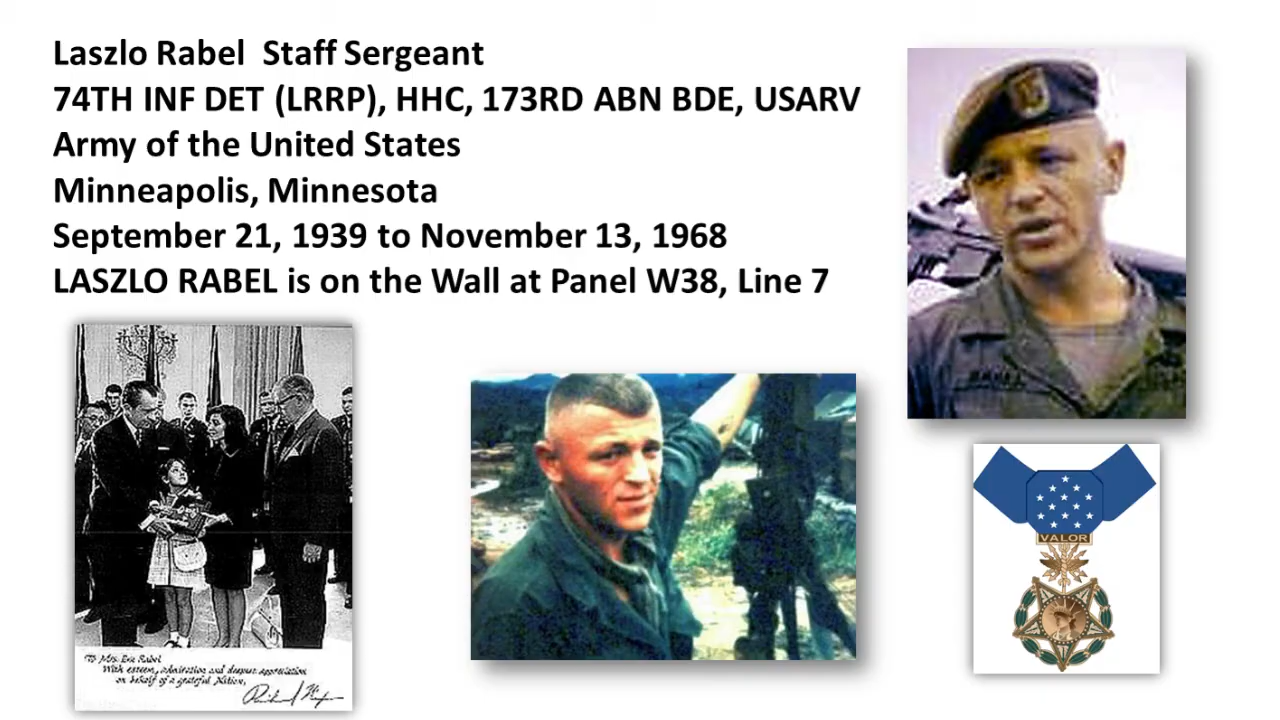 Laszlo Rabel  Staff Sergeant
74TH INF DET (LRRP), HHC, 173RD ABN BDE, USARV
Army of the United States
Minneapolis, Minnesota
September 21, 1939 to November 13, 1968
LASZLO RABEL is on the Wall at Panel W38, Line 7
VALOR
To Mrs. Eve Rabel
With esteem, admiration and deepest appreciation
on behalf of a grateful Nation,